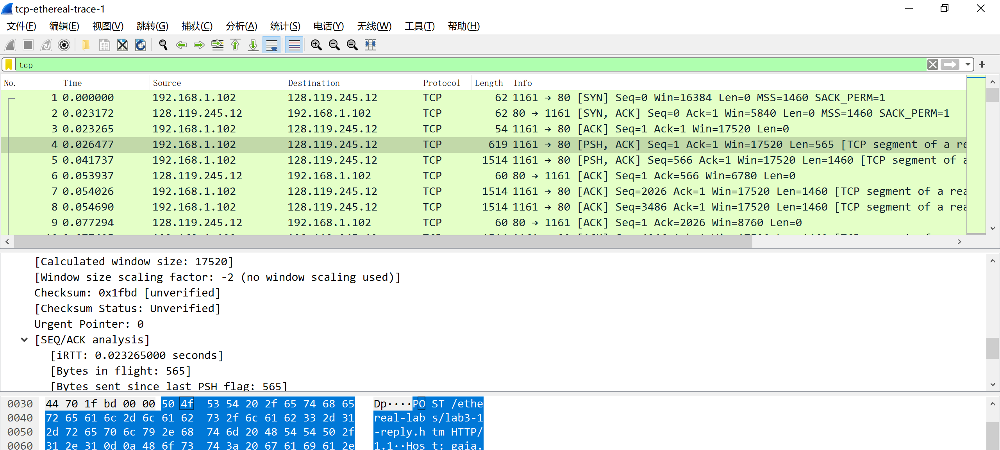 tcp-ethereal-trace-1
文件(F) 编辑(E) 视图(V) 跳转(G) 捕获(C) 分析(A) 统计(S) 电话(Y) 无线(W) 工具(T) 帮助(H)
tcp
No. Time Source Destination Protocol Length Info
1 0.000000 192.168.1.102 128.119.245.12 TCP 62 1161 → 80 [SYN] Seq=0 Win=16384 Len=0 MSS=1460 SACK_PERM=1
2 0.023172 128.119.245.12 192.168.1.102 TCP 62 80 → 1161 [SYN, ACK] Seq=0 Ack=1 Win=5840 Len=0 MSS=1460 SACK_PERM=1
3 0.023265 192.168.1.102 128.119.245.12 TCP 54 1161 → 80 [ACK] Seq=1 Ack=1 Win=17520 Len=0
4 0.026477 192.168.1.102 128.119.245.12 TCP 619 1161 → 80 [PSH, ACK] Seq=1 Ack=1 Win=17520 Len=565 [TCP segment of a re
5 0.041737 192.168.1.102 128.119.245.12 TCP 1514 1161 → 80 [PSH, ACK] Seq=566 Ack=1 Win=17520 Len=1460 [TCP segment of a
6 0.053937 128.119.245.12 192.168.1.102 TCP 60 80 → 1161 [ACK] Seq=1 Ack=566 Win=6780 Len=0
7 0.054026 192.168.1.102 128.119.245.12 TCP 1514 1161 → 80 [ACK] Seq=2026 Ack=1 Win=17520 Len=1460 [TCP segment of a rea
8 0.054690 192.168.1.102 128.119.245.12 TCP 1514 1161 → 80 [ACK] Seq=3486 Ack=1 Win=17520 Len=1460 [TCP segment of a rea
9 0.077294 128.119.245.12 192.168.1.102 TCP 60 80 → 1161 [ACK] Seq=1 Ack=2026 Win=8760 Len=0
[Calculated window size: 17520]
[Window size scaling factor: -2 (no window scaling used)]
Checksum: 0x1fbd [unverified]
[Checksum Status: Unverified]
Urgent Pointer: 0
[SEQ/ACK analysis]
[iRTT: 0.023265000 seconds]
[Bytes in flight: 565]
[Bytes sent since last PSH flag: 565]
0030 44 70 1f bd 00 00 50 4f 53 54 20 2f 65 74 68 65 Dp····PO ST /ethe
0040 72 65 61 6c 2d 6c 61 62 73 2f 6c 61 62 33 2d 31 real-lab s/lab3-1
0050 2d 72 65 70 6c 79 2e 68 74 6d 20 48 54 54 50 2f -reply.h tm HTTP/
0060 31 2e 31 0d 0a 48 6f 73 74 3a 20 67 61 69 61 2e 1.1··Hos t: gaia.